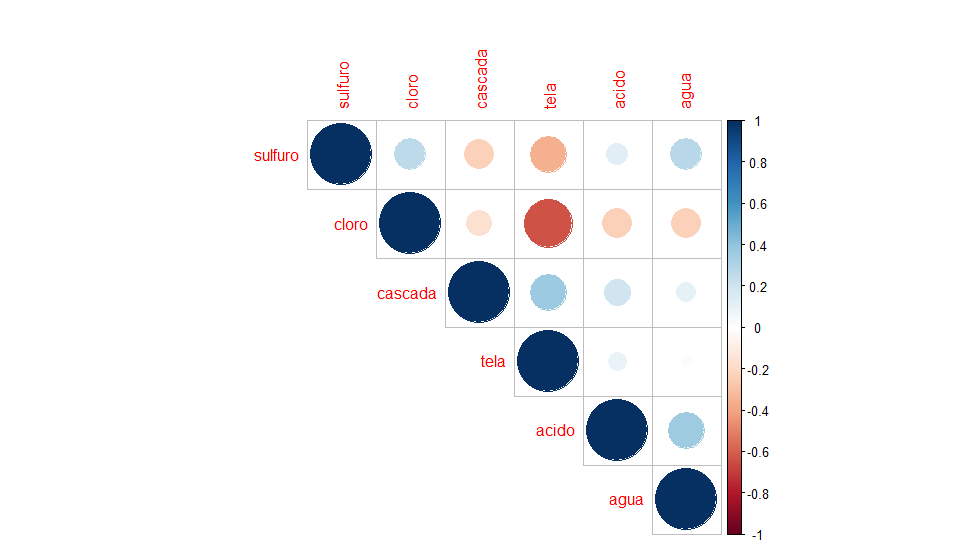 sulfuro cloro cascada tela acido agua
sulfuro
cloro
cascada
tela
acido
agua
1
0.8
0.6
0.4
0.2
0
-0.2
-0.4
-0.6
-0.8
-1